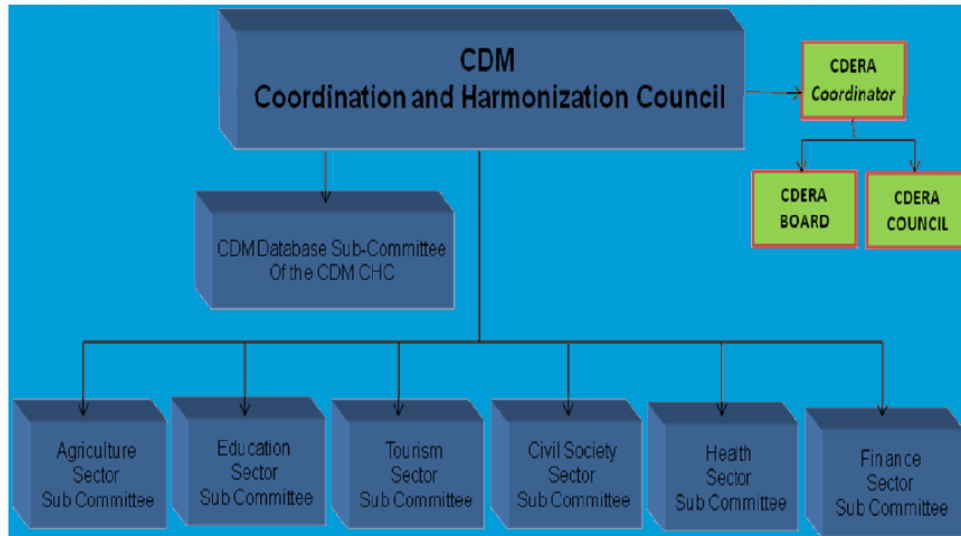 CDM
Coordination and Harmonization Council
CDERA
Coordinator
CDERA
BOARD
CDERA
COUNCIL
CDM Database Sub-Committee
Of the CDM CHC
Agriculture
Sector
Sub Committee
Education
Sector
Sub Committee
Tourism
Sector
Sub Committee
Civil Society
Sector
Sub Committee
Health
Sector
Sub Committee
Finance
Sector
Sub Committee